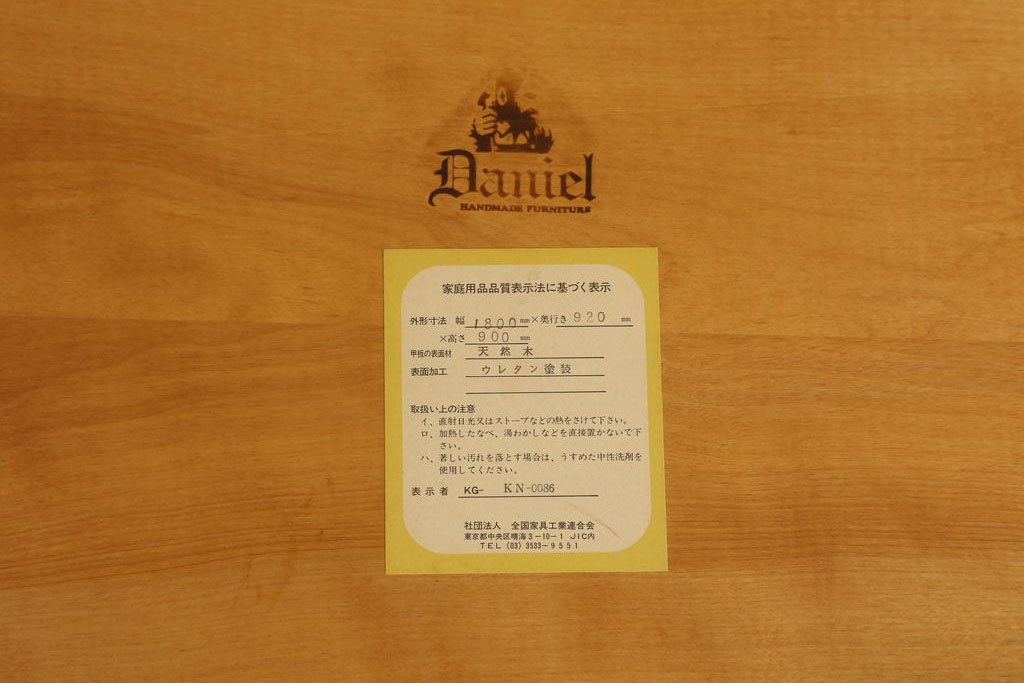 Daniel
HANDMADE FURNITURE
家庭用品品質表示法に基づく表示
外形寸法 幅 1800 mm×奥行き 920 mm
×高さ 900 mm
甲板の表面材 天然木
表面加工 ウレタン塗装
取扱い上の注意
イ、直射日光又はストーブなどの熱をさけて下さい。
ロ、加熱したなべ、湯わかしなどを直接置かないで下
さい。
ハ、著しい汚れを落とす場合は、うすめた中性洗剤を
使用してください。
表示者 KG- KN-0086
社団法人 全国家具工業連合会
東京都中央区晴海3-10-1 JIC内
TEL (03) 3533-9551